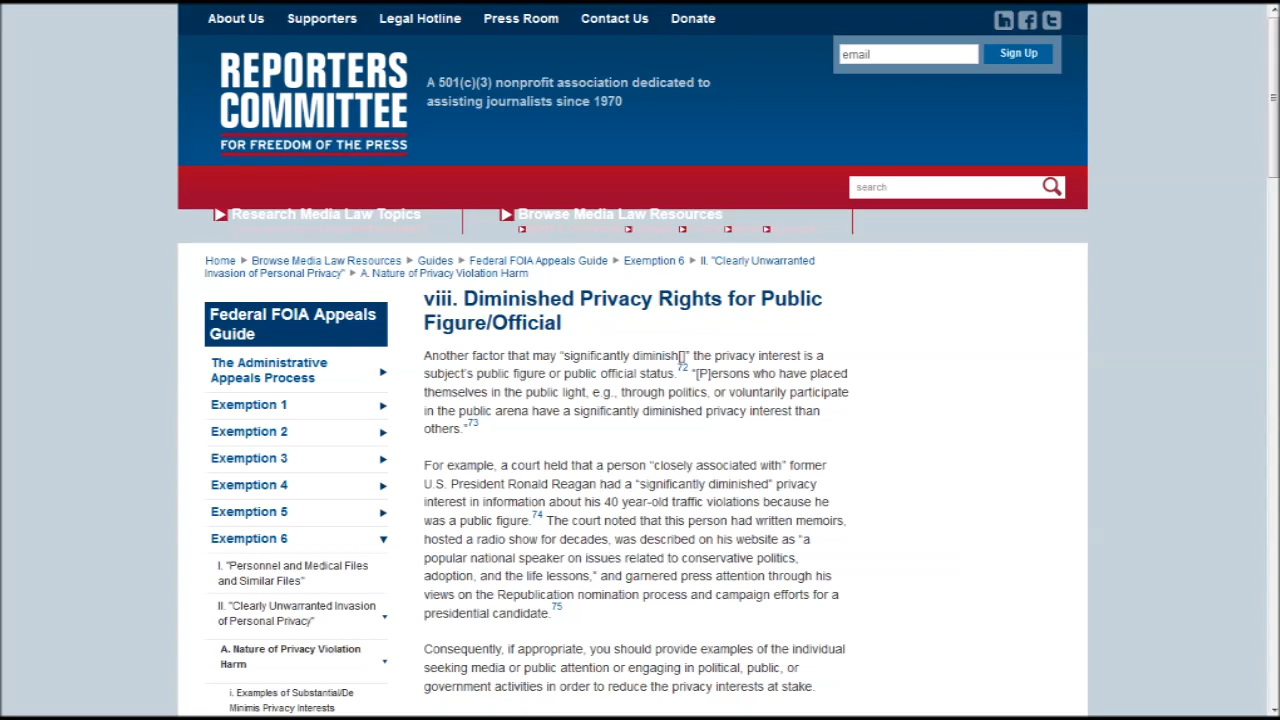 About Us Supporters Legal Hotline Press Room Contact Us Donate
email Sign Up
REPORTERS
COMMITTEE
FOR FREEDOM OF THE PRESS
A 501(c)(3) nonprofit association dedicated to
assisting journalists since 1970
search
Research Media Law Topics Browse Media Law Resources
Home Browse Media Law Resources Guides Federal FOIA Appeals Guide Exemption 6 II. "Clearly Unwarranted
Invasion of Personal Privacy" A. Nature of Privacy Violation Harm
Federal FOIA Appeals
Guide
The Administrative
Appeals Process
Exemption 1
Exemption 2
Exemption 3
Exemption 4
Exemption 5
Exemption 6
I. "Personnel and Medical Files
and Similar Files"
II. "Clearly Unwarranted Invasion
of Personal Privacy"
A. Nature of Privacy Violation
Harm
i. Examples of Substantial/De
Minimis Privacy Interests
viii. Diminished Privacy Rights for Public
Figure/Official
Another factor that may “significantly diminish[]” the privacy interest is a
subject's public figure or public official status.72 “[P]ersons who have placed
themselves in the public light, e.g., through politics, or voluntarily participate
in the public arena have a significantly diminished privacy interest than
others.”73
For example, a court held that a person “closely associated with” former
U.S. President Ronald Reagan had a “significantly diminished” privacy
interest in information about his 40 year-old traffic violations because he
was a public figure.74 The court noted that this person had written memoirs,
hosted a radio show for decades, was described on his website as “a
popular national speaker on issues related to conservative politics,
adoption, and the life lessons,” and garnered press attention through his
views on the Republication nomination process and campaign efforts for a
presidential candidate.75
Consequently, if appropriate, you should provide examples of the individual
seeking media or public attention or engaging in political, public, or
government activities in order to reduce the privacy interests at stake.